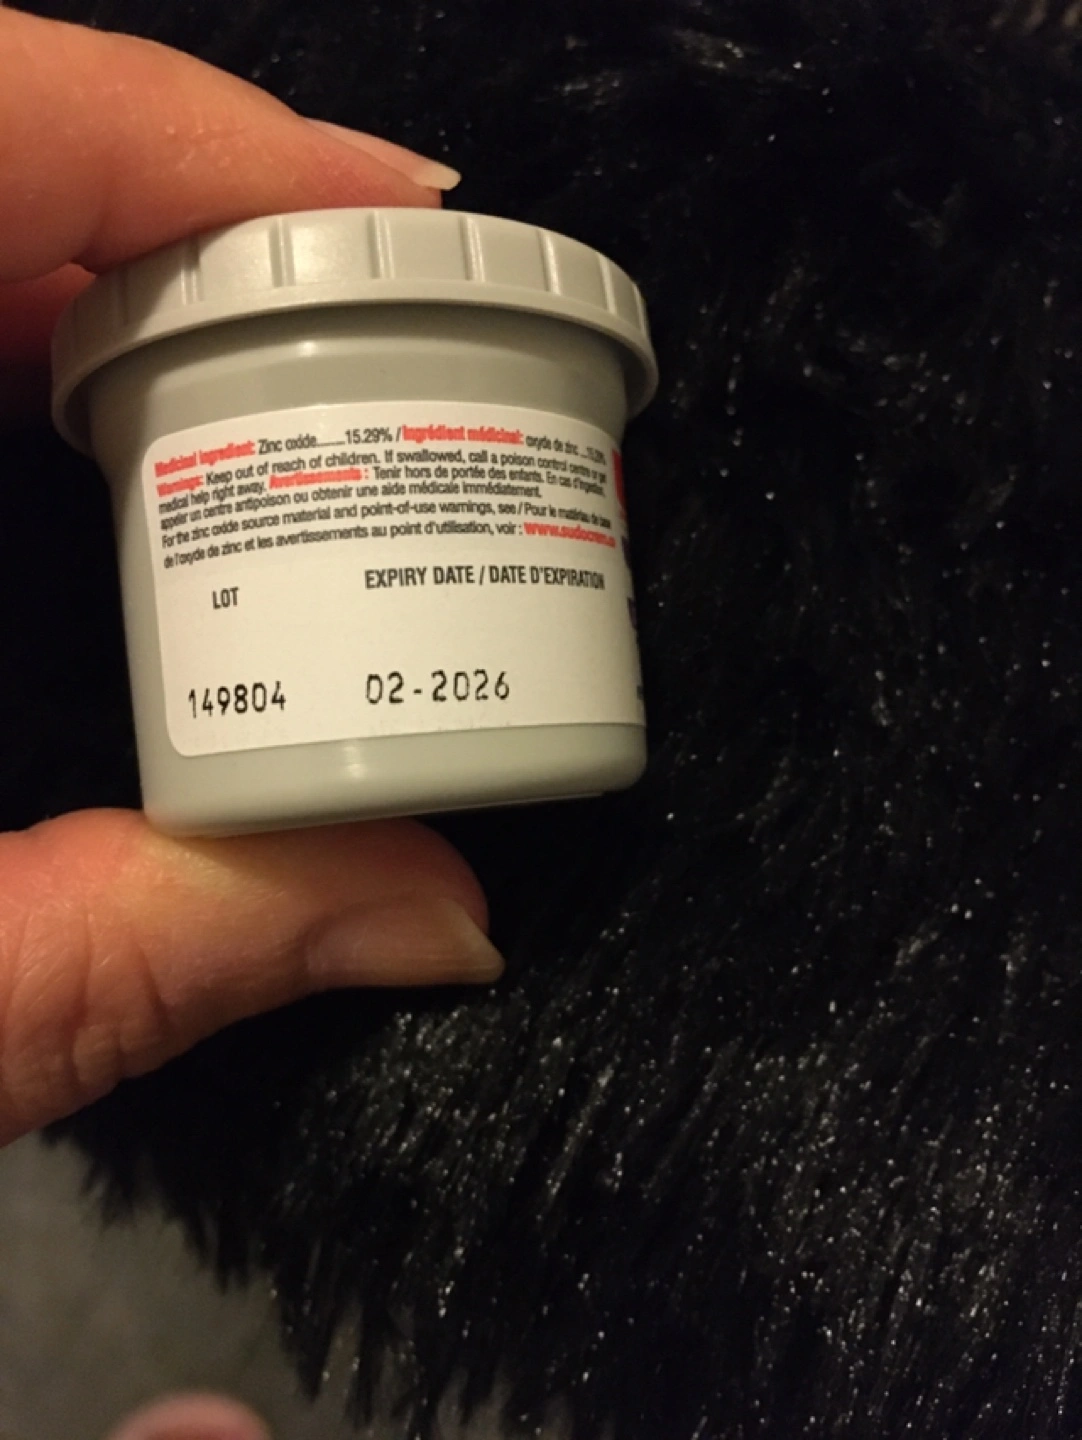 Medicinal ingredient: Zinc oxide........15.29% / Ingrédient médicinal: oxyde de zinc ...15.29%
Warnings: Keep out of reach of children. If swallowed, call a poison control centre or get
medical help right away. Avertissements : Tenir hors de portée des enfants. En cas d'ingestion,
appeler un centre antipoison ou obtenir une aide médicale immédiatement.
For the zinc oxide source material and point-of-use warnings, see / Pour le matériau de base
de l'oxyde de zinc et les avertissements au point d'utilisation, voir : www.sudocrem.ca
LOT
EXPIRY DATE / DATE D'EXPIRATION
149804
02-2026